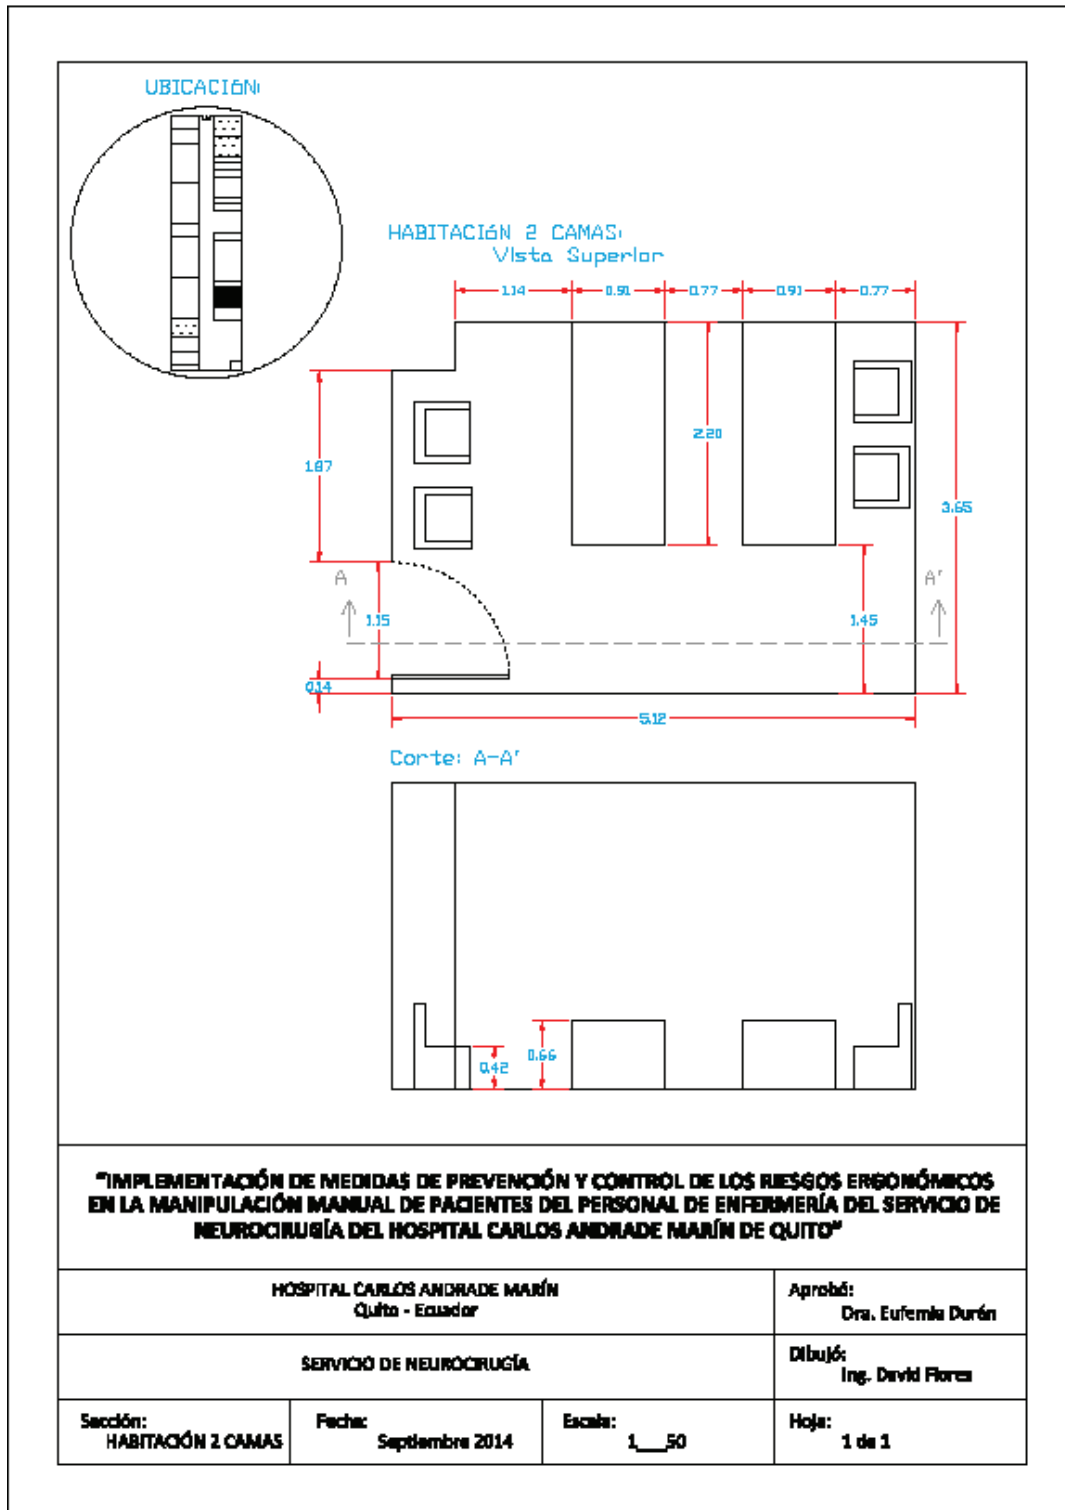 UBICACIÓN:
HABITACIÓN 2 CAMAS:
Vista Superior
1.14
0.91
0.77
0.91
0.77
1.87
2.20
3.65
A
A'
1.15
1.45
0.14
5.12
Corte: A-A'
0.66
0.42
"IMPLEMENTACIÓN DE MEDIDAS DE PREVENCIÓN Y CONTROL DE LOS RIESGOS ERGONÓMICOS
EN LA MANIPULACIÓN MANUAL DE PACIENTES DEL PERSONAL DE ENFERMERÍA DEL SERVICIO DE
NEUROCIRUGÍA DEL HOSPITAL CARLOS ANDRADE MARÍN DE QUITO"
HOSPITAL CARLOS ANDRADE MARÍN
Quito - Ecuador
Aprobó:
Dra. Eufemia Durán
SERVICIO DE NEUROCIRUGÍA
Dibujó:
Ing. David Flores
Sección:
HABITACIÓN 2 CAMAS
Fecha:
Septiembre 2014
Escala:
1___50
Hoja:
1 de 1